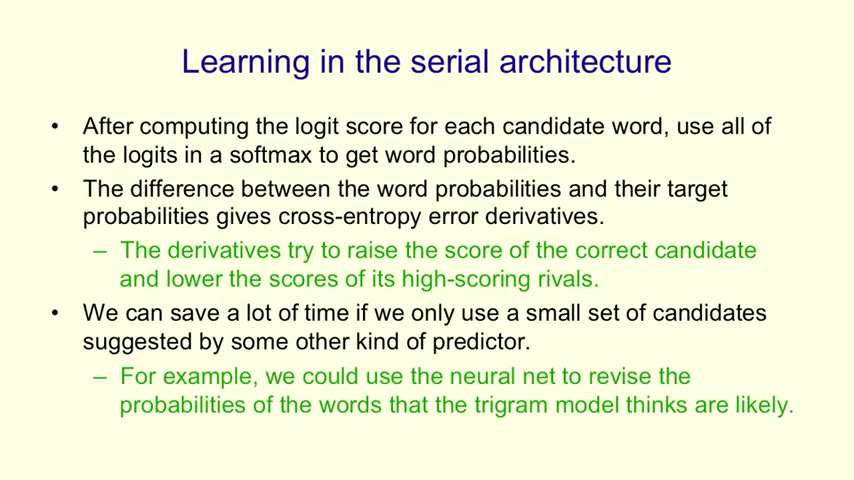 Learning in the serial architecture
• After computing the logit score for each candidate word, use all of
the logits in a softmax to get word probabilities.
• The difference between the word probabilities and their target
probabilities gives cross-entropy error derivatives.
– The derivatives try to raise the score of the correct candidate
and lower the scores of its high-scoring rivals.
• We can save a lot of time if we only use a small set of candidates
suggested by some other kind of predictor.
– For example, we could use the neural net to revise the
probabilities of the words that the trigram model thinks are likely.